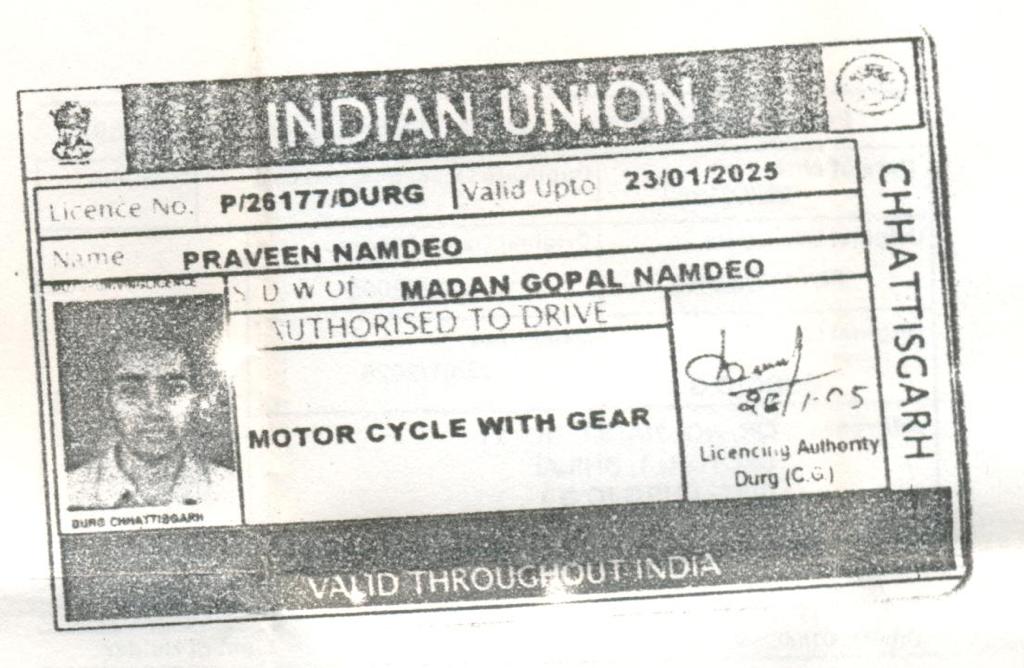 INDIAN UNION
Licence No. P/26177/DURG Valid Upto 23/01/2025
Name PRAVEEN NAMDEO
S D W Of MADAN GOPAL NAMDEO
AUTHORISED TO DRIVE
MOTOR CYCLE WITH GEAR
26/1-05
Licencing Authority
Durg (C.G.)
DURG CHHATTISGARH
CHHATTISGARH
VALID THROUGHOUT INDIA